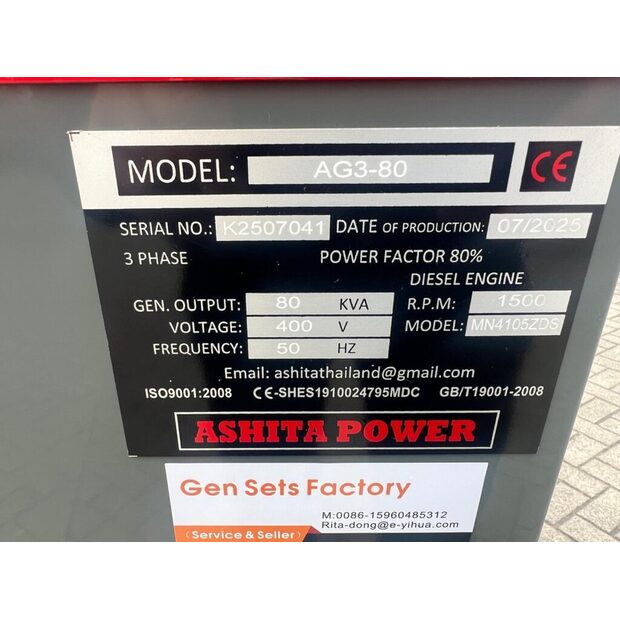 MODEL: AG3-80 CE
SERIAL NO.: K2507041 DATE OF PRODUCTION: 07/2025
3 PHASE POWER FACTOR 80%
DIESEL ENGINE
GEN. OUTPUT: 80 KVA R.P.M: 1500
VOLTAGE: 400 V MODEL: MN4105ZDS
FREQUENCY: 50 HZ
Email: ashitathailand@gmail.com
ISO9001:2008 CE-SHES1910024795MDC GB/T19001-2008
ASHITA POWER
Gen Sets Factory
M:0086-15960485312
Rita-dong@e-yihua.com
(Service & Seller)